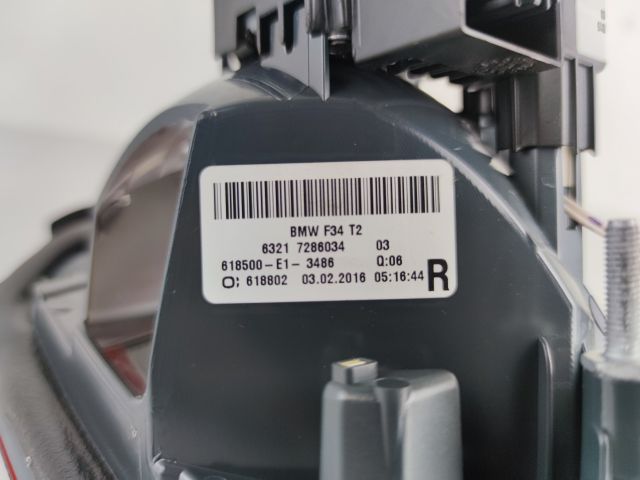 BMW F34 T2
6321 7286034 03
618500-E1- 3486 Q:06
O; 618802 03.02.2016 05:16:44 R